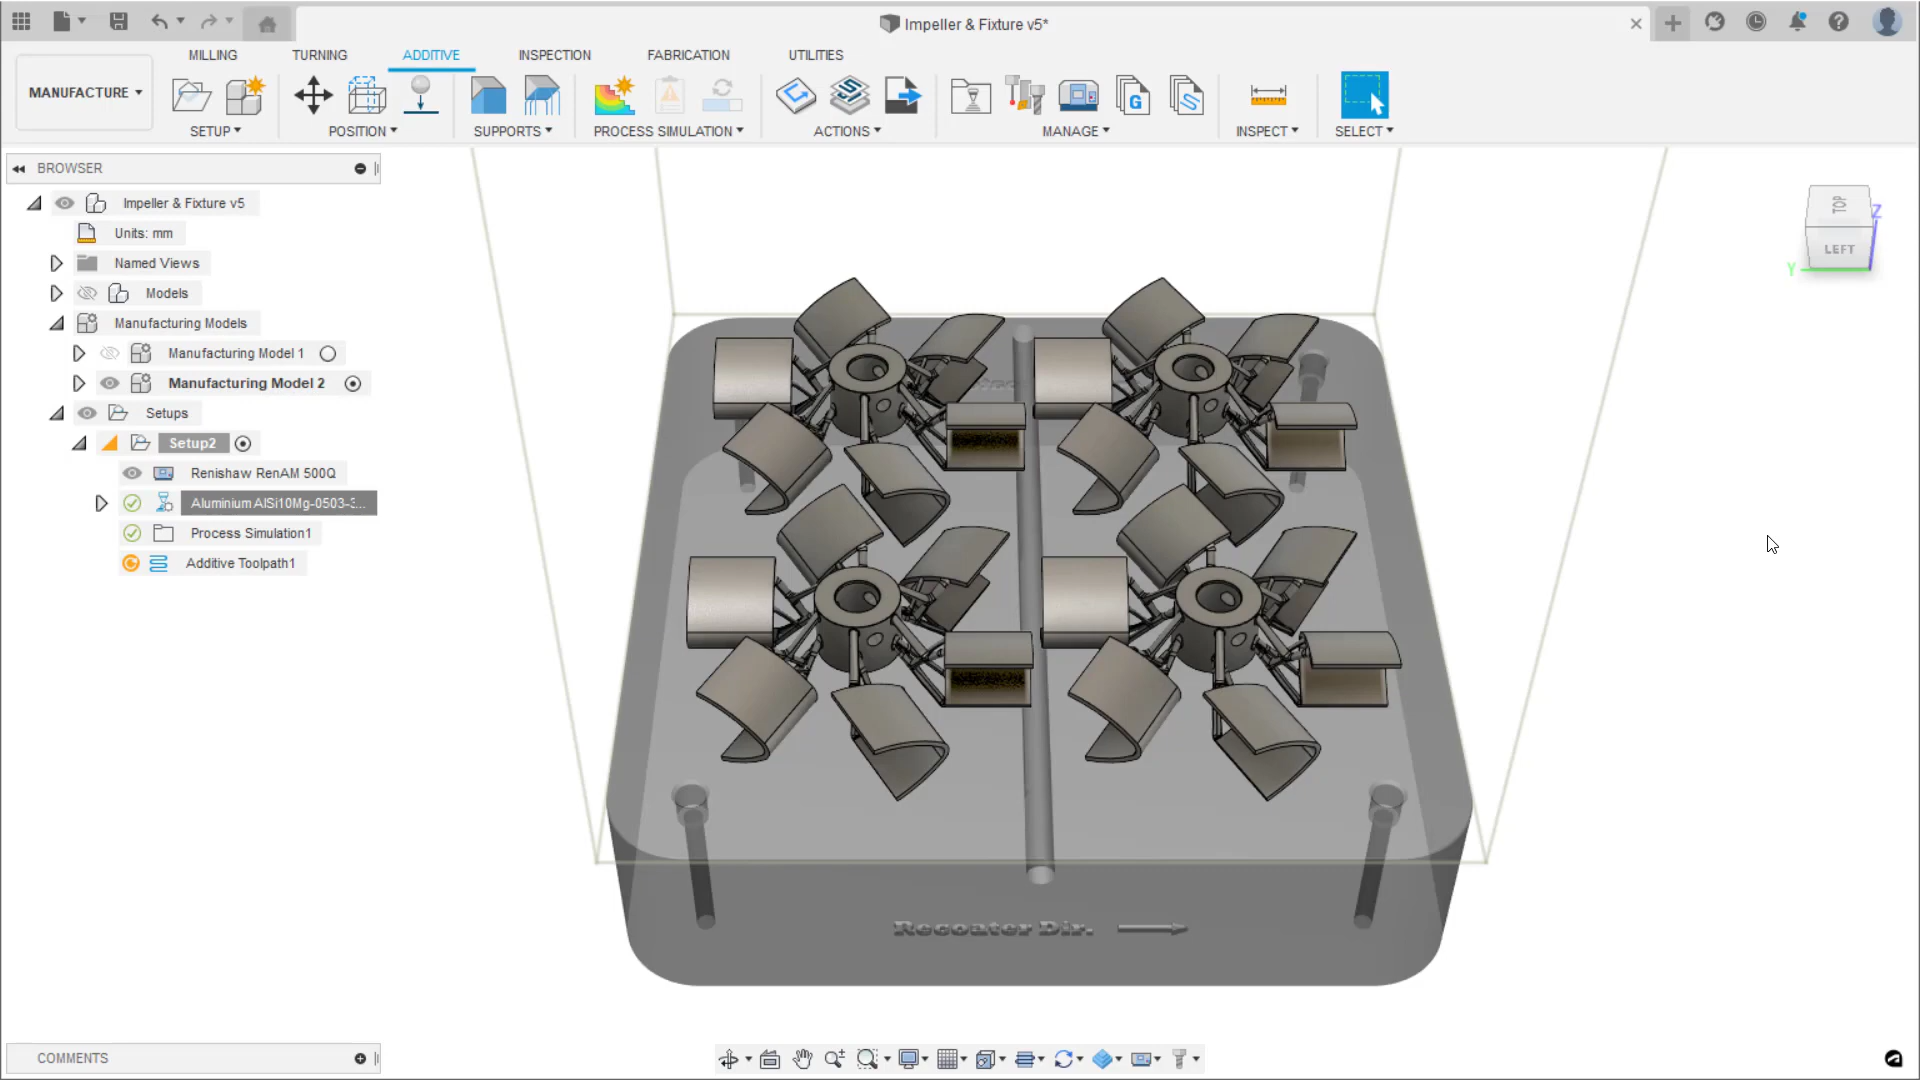 Impeller & Fixture v5*
MILLING TURNING ADDITIVE INSPECTION FABRICATION UTILITIES
MANUFACTURE
SETUP POSITION SUPPORTS PROCESS SIMULATION ACTIONS MANAGE INSPECT SELECT
BROWSER
Impeller & Fixture v5
Units: mm
Named Views
Models
Manufacturing Models
Manufacturing Model 1
Manufacturing Model 2
Setups
Setup2
Renishaw RenAM 500Q
Aluminium AlSi10Mg-0503-3...
Process Simulation1
Additive Toolpath1
TOP
Z
LEFT
Y
Recoater Dir.
COMMENTS